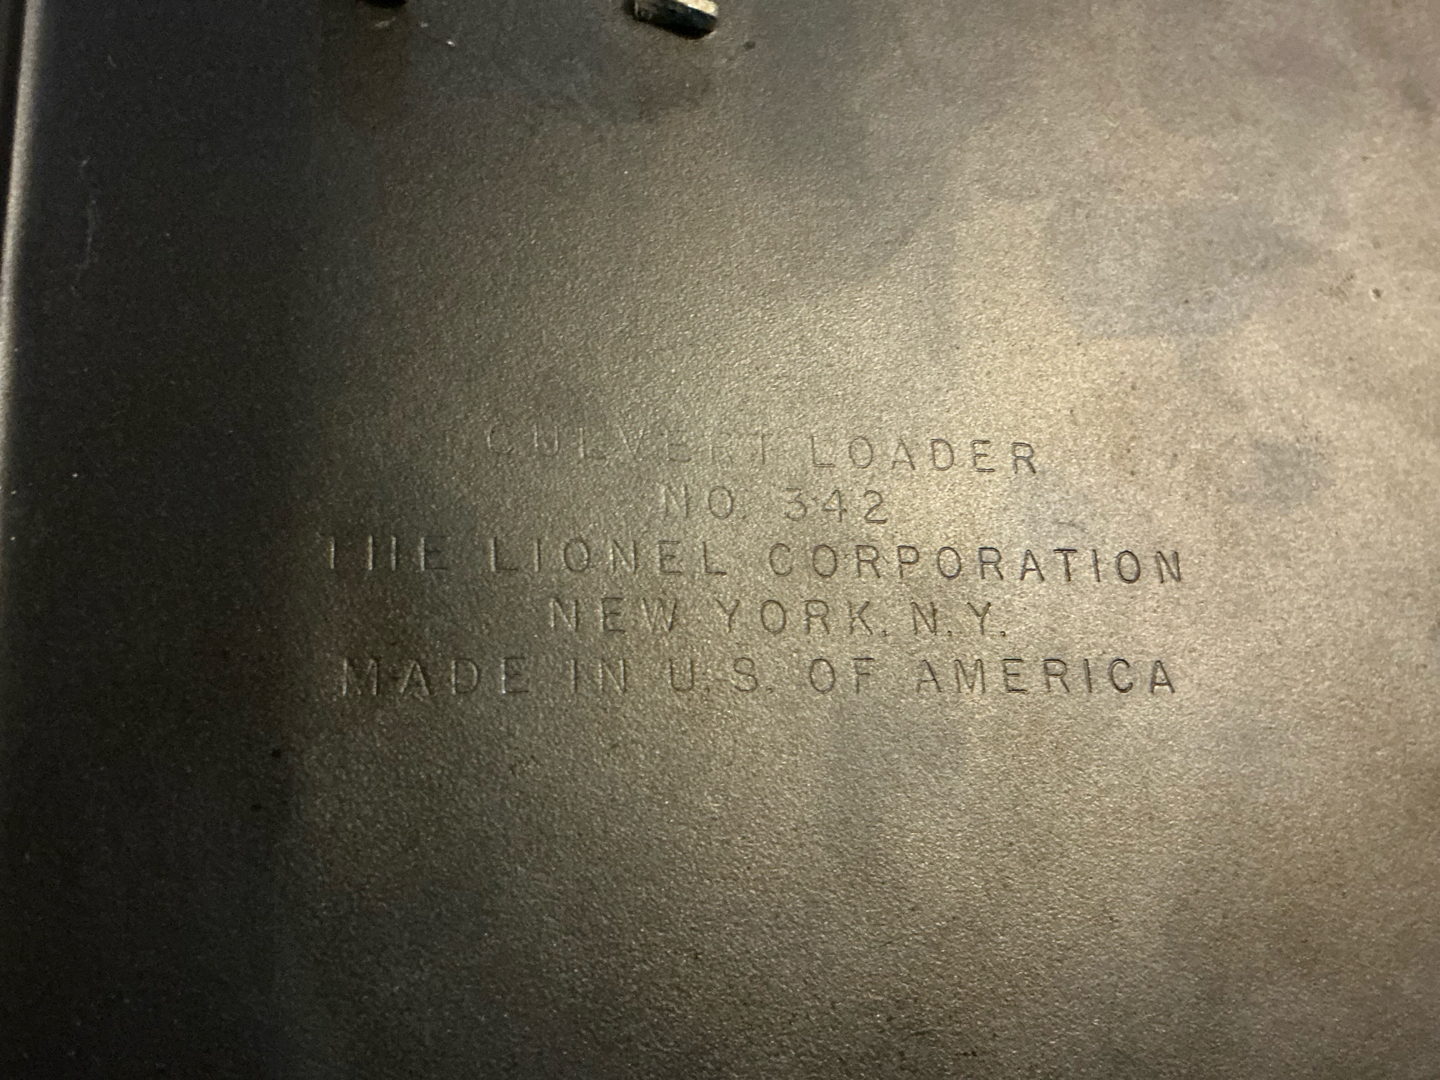 CULVERT LOADER
NO. 342
THE LIONEL CORPORATION
NEW YORK, N.Y.
MADE IN U.S. OF AMERICA